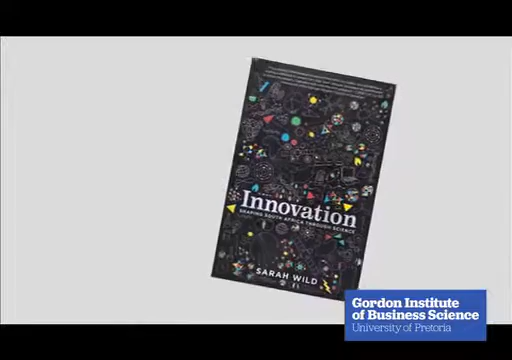 Innovation
SHAPING SOUTH AFRICA THROUGH SCIENCE
SARAH WILD
Gordon Institute
of Business Science
University of Pretoria